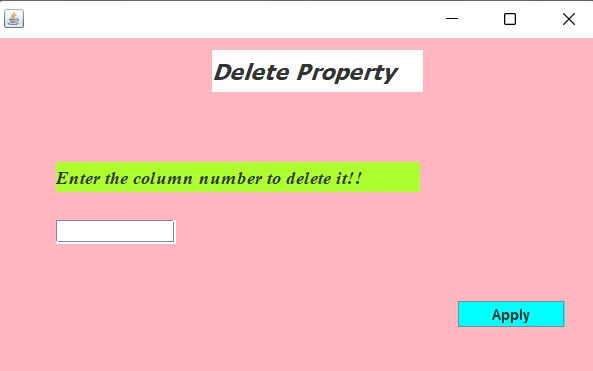 Delete Property
Enter the column number to delete it!!
Apply